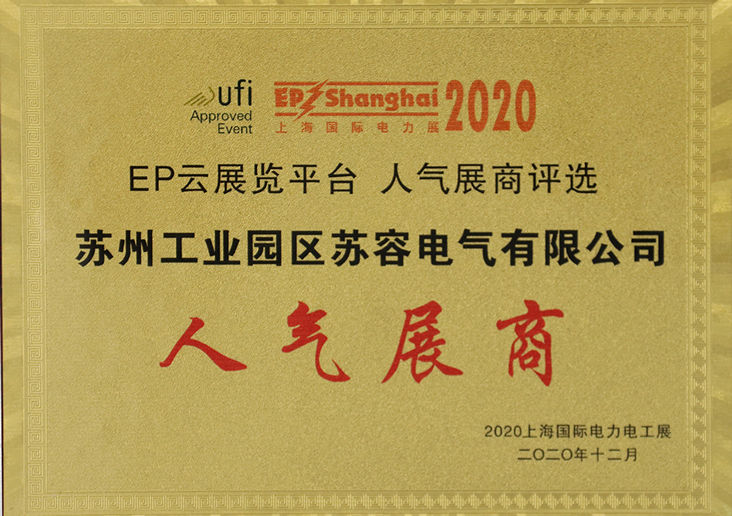 ufi
Approved
Event
EP Shanghai 2020
上海国际电力展
EP云展览平台 人气展商评选
苏州工业园区苏容电气有限公司
人气展商
2020上海国际电力电工展
二〇二〇年十二月